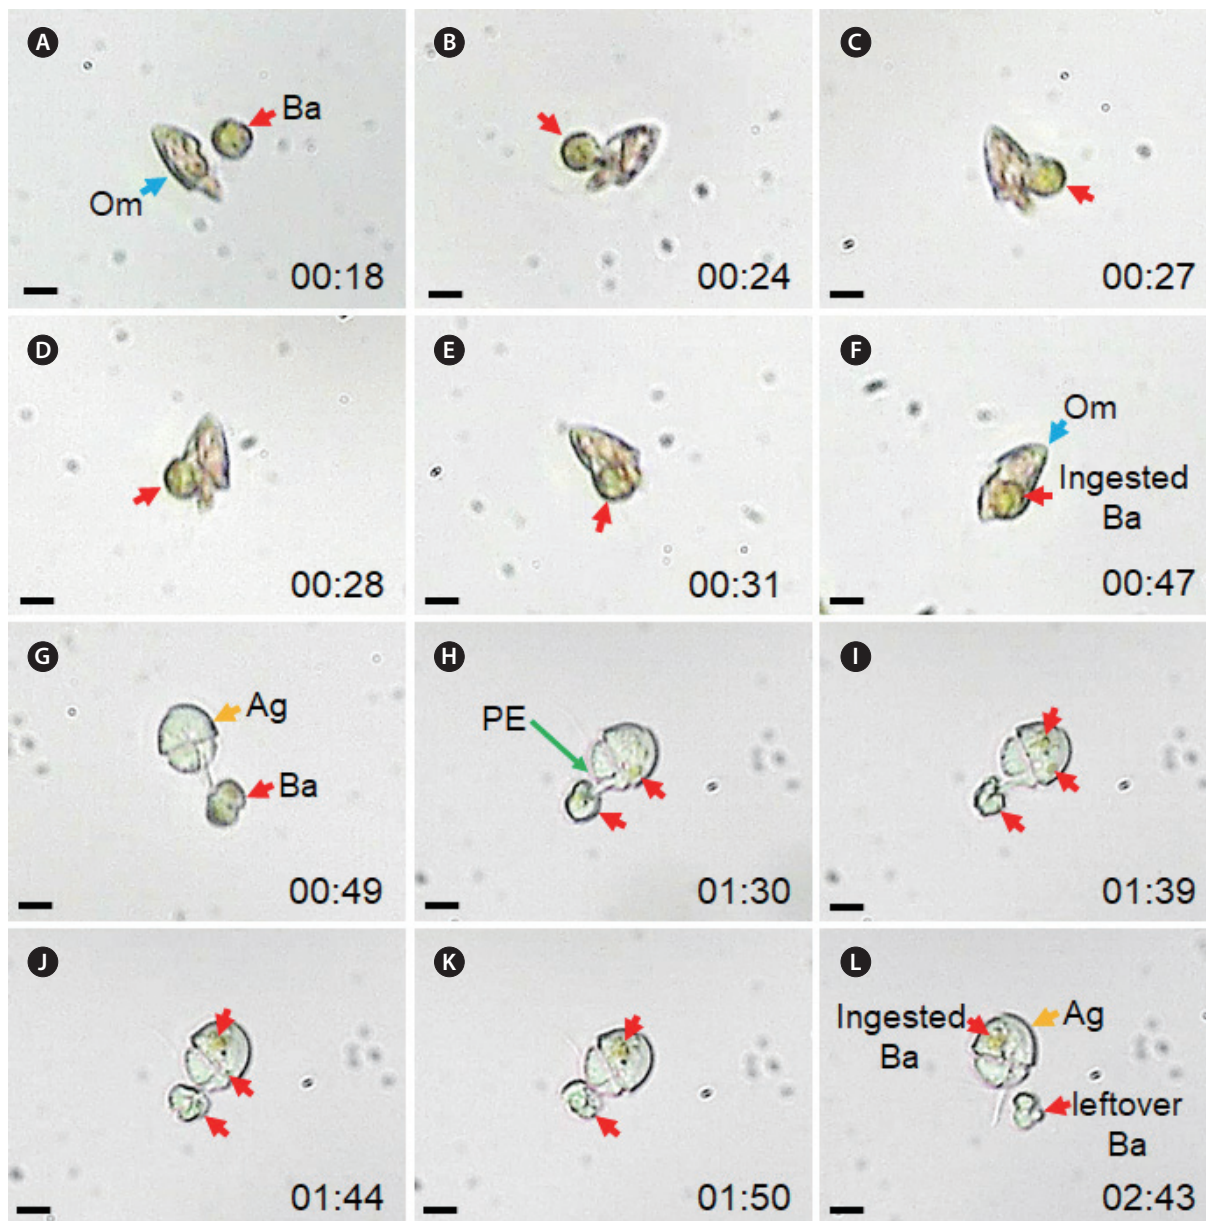 A
Ba
Om
00:18
B
00:24
C
00:27
D
00:28
E
00:31
F
Om
Ingested
Ba
00:47
G
Ag
Ba
00:49
H
PE
01:30
I
01:39
J
01:44
K
01:50
L
Ingested
Ba
Ag
leftover
Ba
02:43